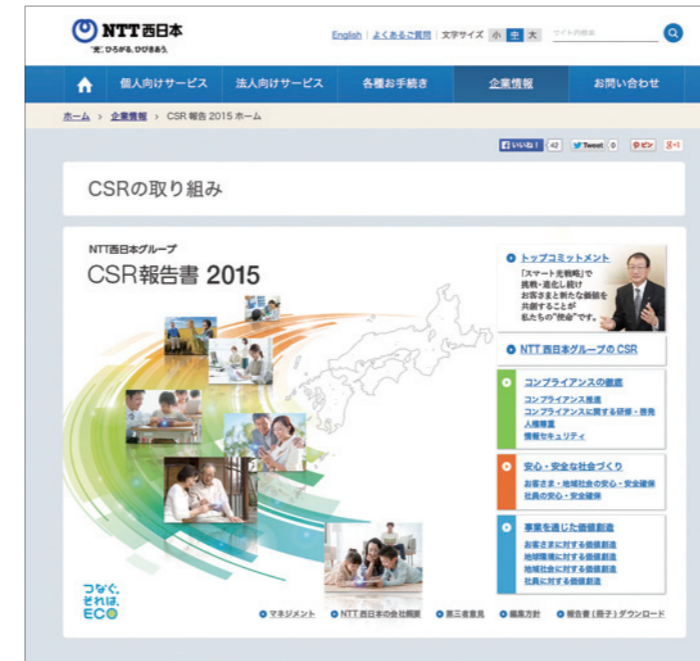 NTT西日本
光、ひろがる、ひびきあう。
English | よくあるご質問 | 文字サイズ 小 中 大 サイト内検索
個人向けサービス 法人向けサービス 各種お手続き 企業情報 お問い合わせ
ホーム > 企業情報 > CSR 報告 2015 ホーム
いいね! 42 Tweet 0 ピン 8+1
CSRの取り組み
NTT西日本グループ
CSR報告書 2015
トップコミットメント
「スマート光戦略」で
挑戦・進化し続け
お客さまと新たな価値を
共創することが
私たちの"使命"です。
NTT 西日本グループの CSR
コンプライアンスの徹底
コンプライアンス推進
コンプライアンスに関する研修・啓発
人権尊重
情報セキュリティ
安心・安全な社会づくり
お客さま・地域社会の安心・安全確保
社員の安心・安全確保
事業を通じた価値創造
お客さまに対する価値創造
地球環境に対する価値創造
地域社会に対する価値創造
社員に対する価値創造
つなぐ。
それは、
ECO
マネジメント NTT 西日本の会社概要 第三者意見 編集方針 報告書(冊子)ダウンロード